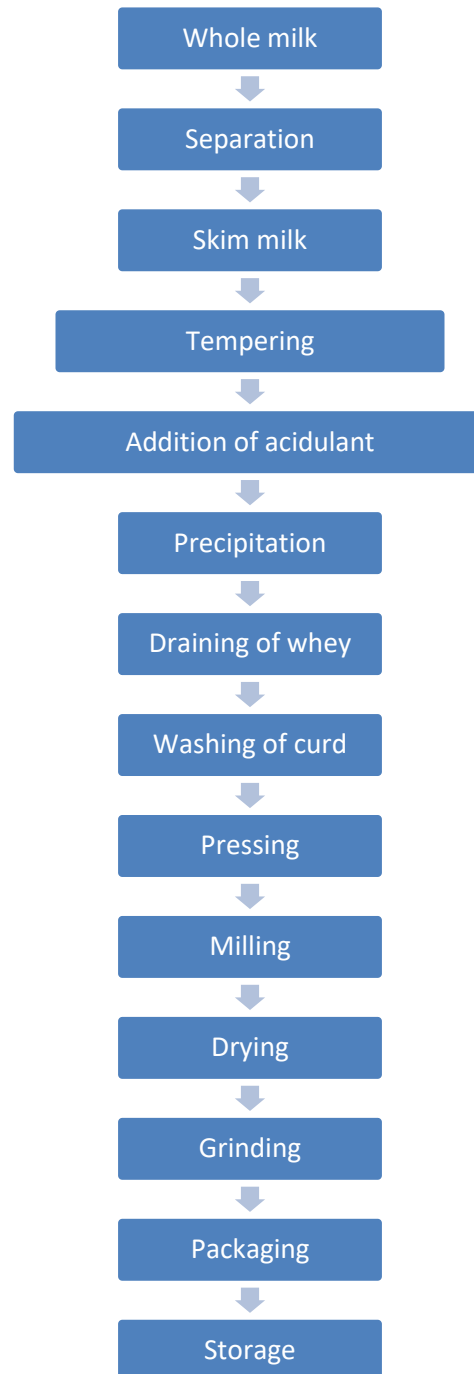 Whole milk
Separation
Skim milk
Tempering
Addition of acidulant
Precipitation
Draining of whey
Washing of curd
Pressing
Milling
Drying
Grinding
Packaging
Storage